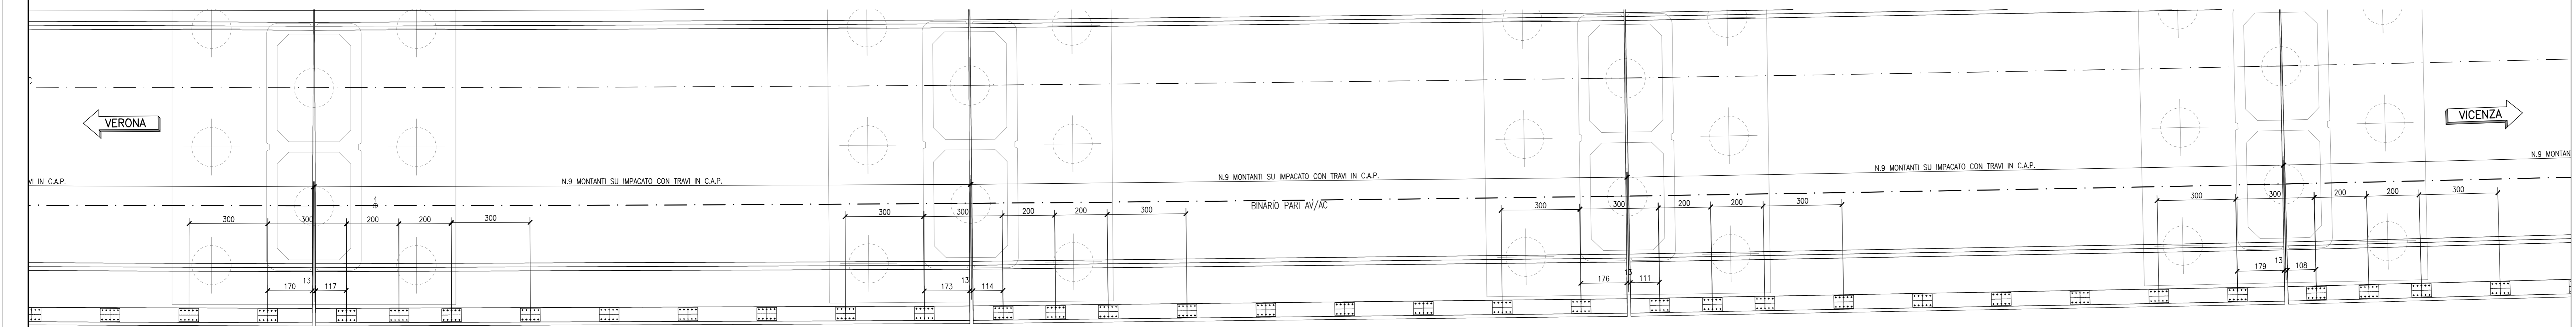 C
VERONA
VICENZA
VI IN C.A.P.
N.9 MONTANTI SU IMPACATO CON TRAVI IN C.A.P.
N.9 MONTANTI SU IMPACATO CON TRAVI IN C.A.P.
N.9 MONTANTI SU IMPACATO CON TRAVI IN C.A.P.
N.9 MONTAN
4
BINARIO PARI AV/AC
300 300 200 200 300
300 300 200 200 300
300 300 200 200 300
300 300 200 200 300
170 13 117
173 13 114
176 13 111
179 13 108